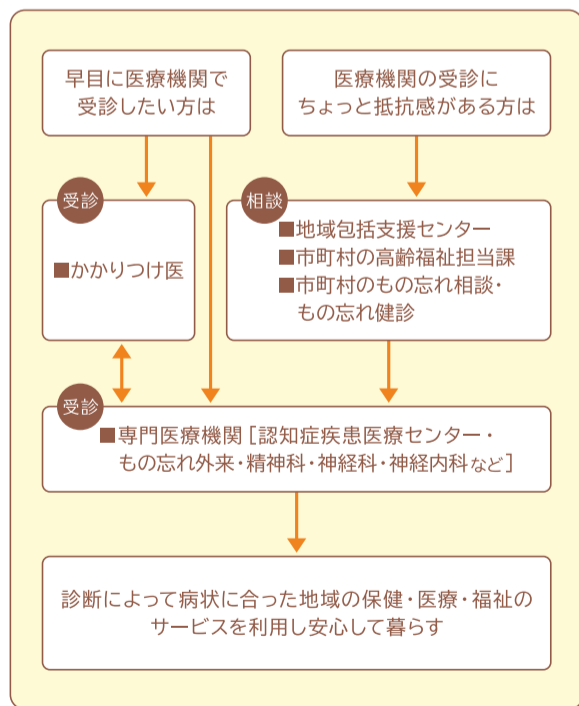 早目に医療機関で
受診したい方は
医療機関の受診に
ちょっと抵抗感がある方は
受診
■かかりつけ医
相談
■地域包括支援センター
■市町村の高齢福祉担当課
■市町村のもの忘れ相談・
もの忘れ健診
受診
■専門医療機関［認知症疾患医療センター・
もの忘れ外来・精神科・神経科・神経内科など］
診断によって病状に合った地域の保健・医療・福祉の
サービスを利用し安心して暮らす